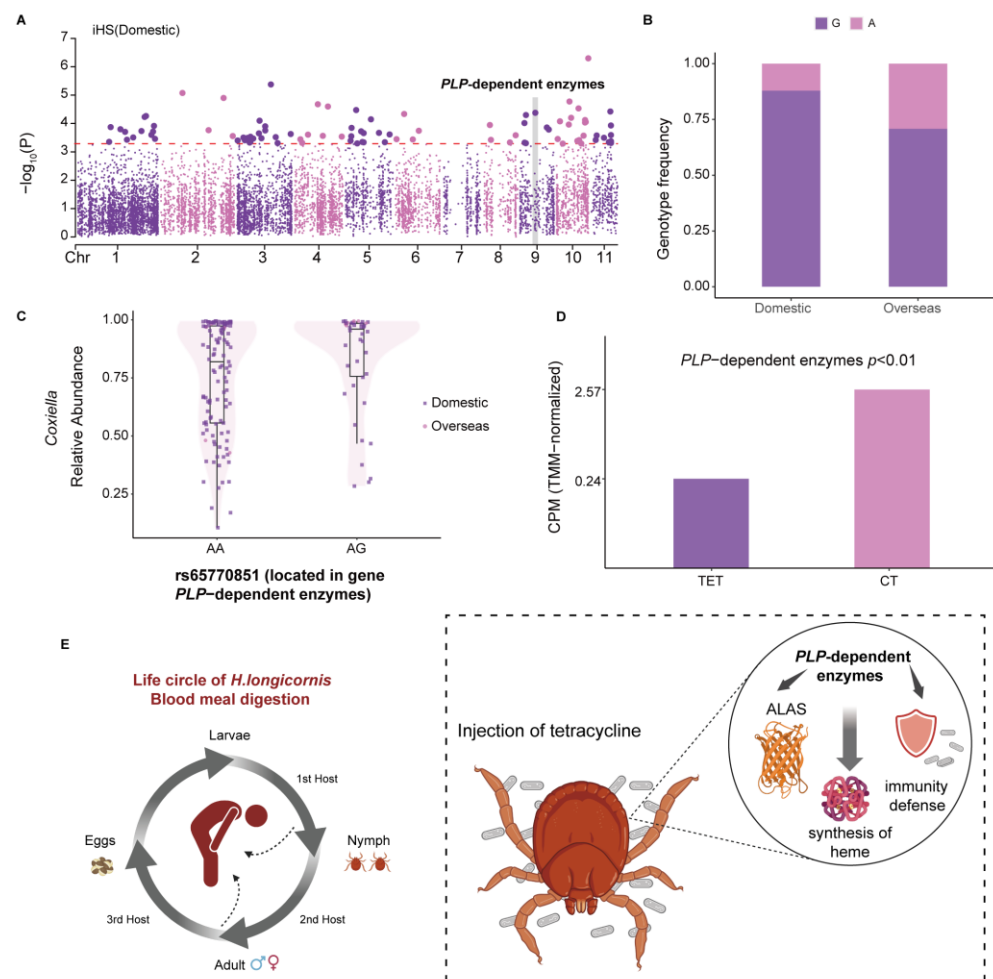 A
iHS(Domestic)
PLP-dependent enzymes
−log10(P)
7
6
5
4
3
2
1
0
Chr
1
2
3
4
5
6
7
8
9
10
11
B
G
A
Genotype frequency
1.00
0.75
0.50
0.25
0.00
Domestic
Overseas
C
Coxiella
Relative Abundance
1.00
0.75
0.50
0.25
AA
AG
Domestic
Overseas
rs65770851 (located in gene
PLP−dependent enzymes)
D
PLP−dependent enzymes p<0.01
CPM (TMM-normalized)
2.57
0.24
TET
CT
E
Life circle of H.longicornis
Blood meal digestion
Larvae
1st Host
Nymph
2nd Host
Adult
3rd Host
Eggs
Injection of tetracycline
PLP-dependent
enzymes
ALAS
immunity
defense
synthesis of
heme